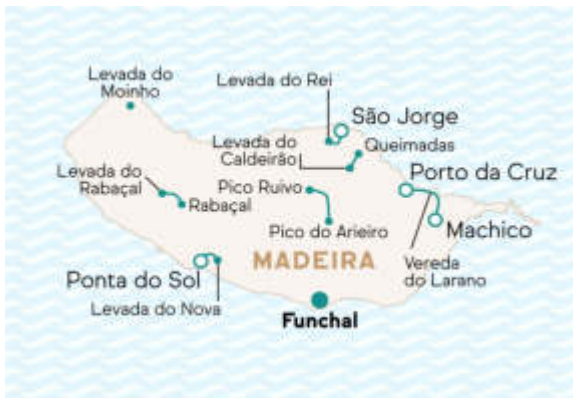 Levada do
Moinho
Levada do Rei
São Jorge
Levada do
Caldeirão
Queimadas
Levada do
Rabaçal
Rabaçal
Pico Ruivo
Porto da Cruz
Pico do Arieiro
Machico
MADEIRA
Vereda
do Larano
Ponta do Sol
Levada do Nova
Funchal